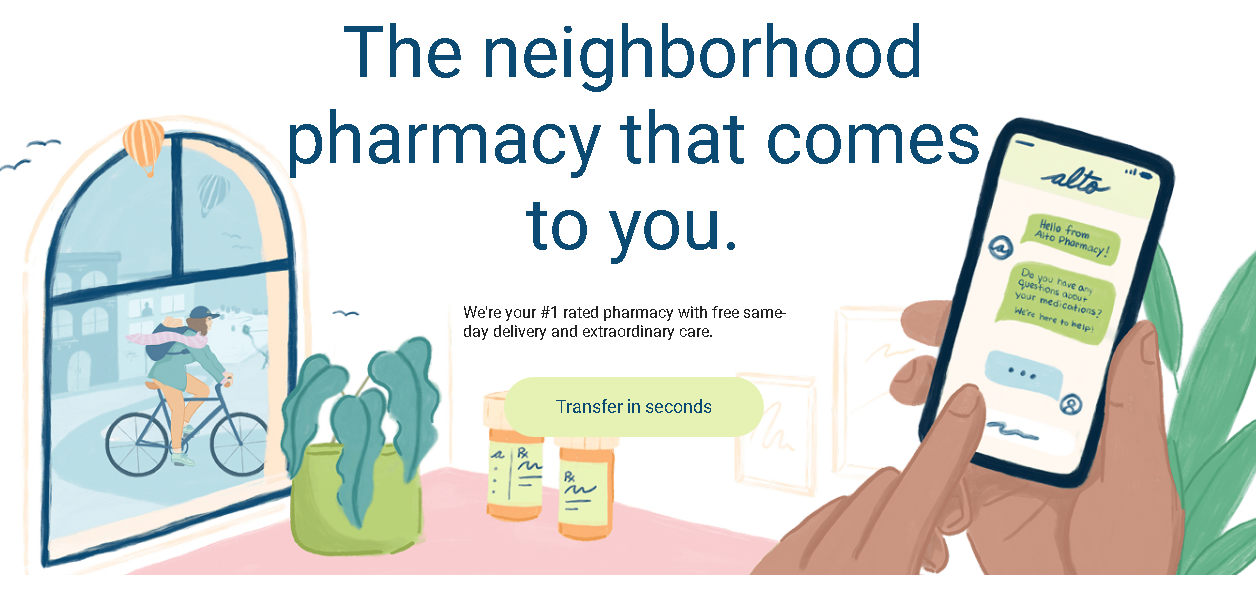 The neighborhood
pharmacy that comes
to you.
We're your #1 rated pharmacy with free same-
day delivery and extraordinary care.
Transfer in seconds
alto
Hello from
Alto Pharmacy!
a
Do you have any
questions about
your medications?
We're here to help!
a
Rx
Rx